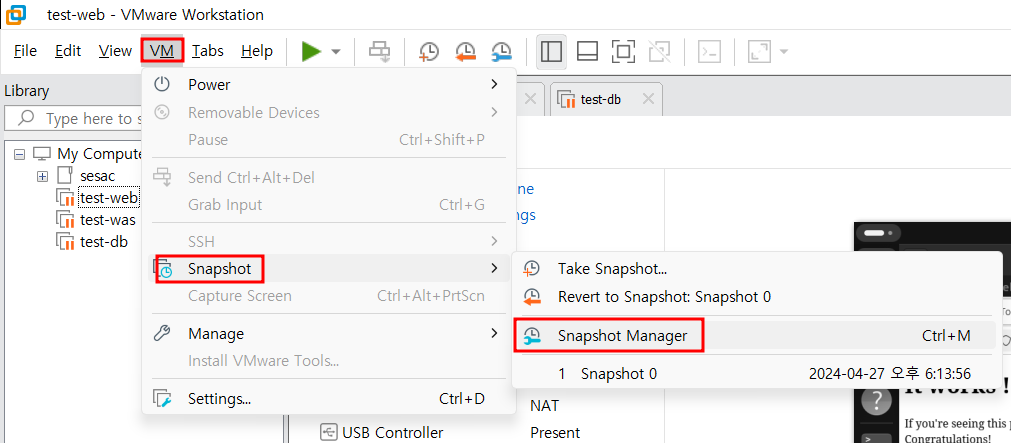 test-web - VMware Workstation
File Edit View VM Tabs Help
Library
Type here to s
My Compute
sesac
test-web
test-was
test-db
test-db
Power
Removable Devices
Pause Ctrl+Shift+P
Send Ctrl+Alt+Del
Grab Input Ctrl+G
SSH
Snapshot
Capture Screen Ctrl+Alt+PrtScn
Manage
Install VMware Tools...
Settings... Ctrl+D
ne
ngs
Take Snapshot...
Revert to Snapshot: Snapshot 0
Snapshot Manager Ctrl+M
1 Snapshot 0 2024-04-27 오후 6:13:56
NAT
USB Controller Present
It works !
If you're seeing this p
Congratulations!